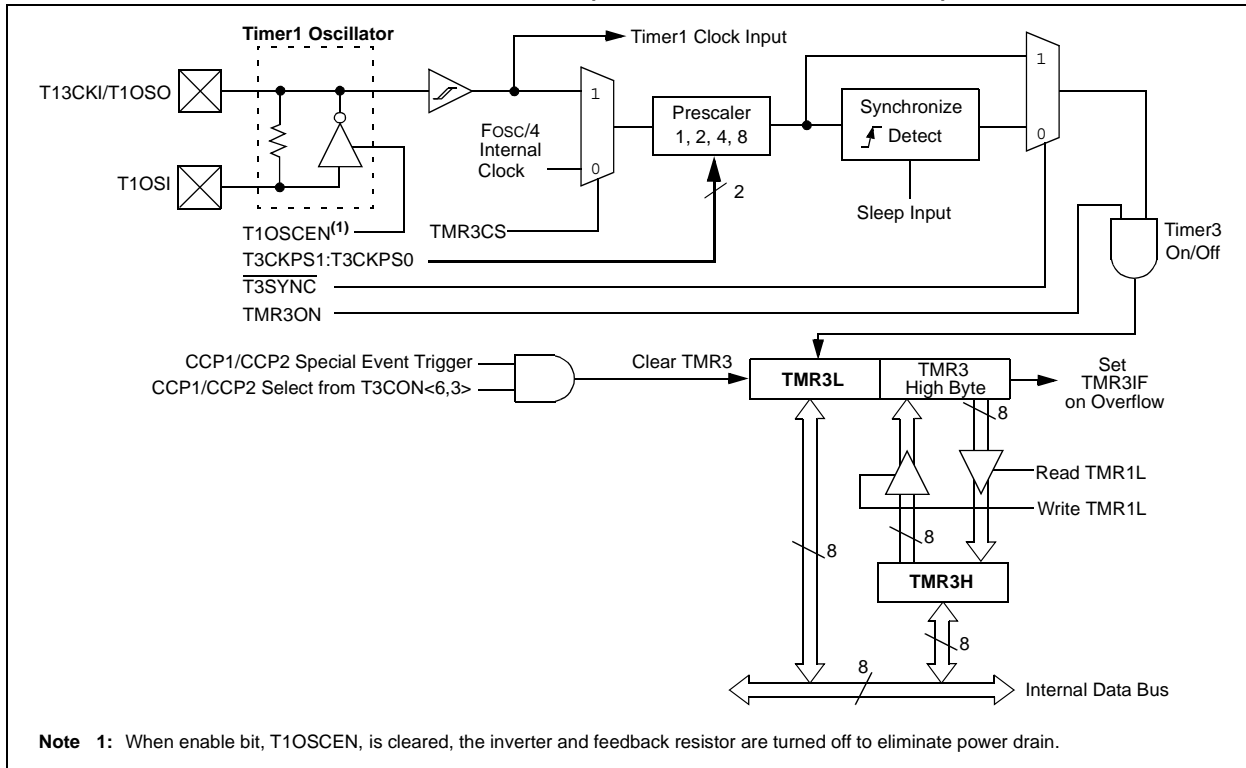 Timer1 Oscillator
Timer1 Clock Input
T13CKI/T1OSO
1
1
Prescaler
1, 2, 4, 8
Synchronize
Detect
FOSC/4
Internal
Clock
0
0
T1OSI
2
Sleep Input
T1OSCEN(1)
TMR3CS
Timer3
On/Off
T3CKPS1:T3CKPS0
T3SYNC
TMR3ON
CCP1/CCP2 Special Event Trigger
CCP1/CCP2 Select from T3CON<6,3>
Clear TMR3
TMR3L
TMR3
High Byte
Set
TMR3IF
on Overflow
8
Read TMR1L
Write TMR1L
8
8
TMR3H
8
8
Internal Data Bus
Note 1: When enable bit, T1OSCEN, is cleared, the inverter and feedback resistor are turned off to eliminate power drain.